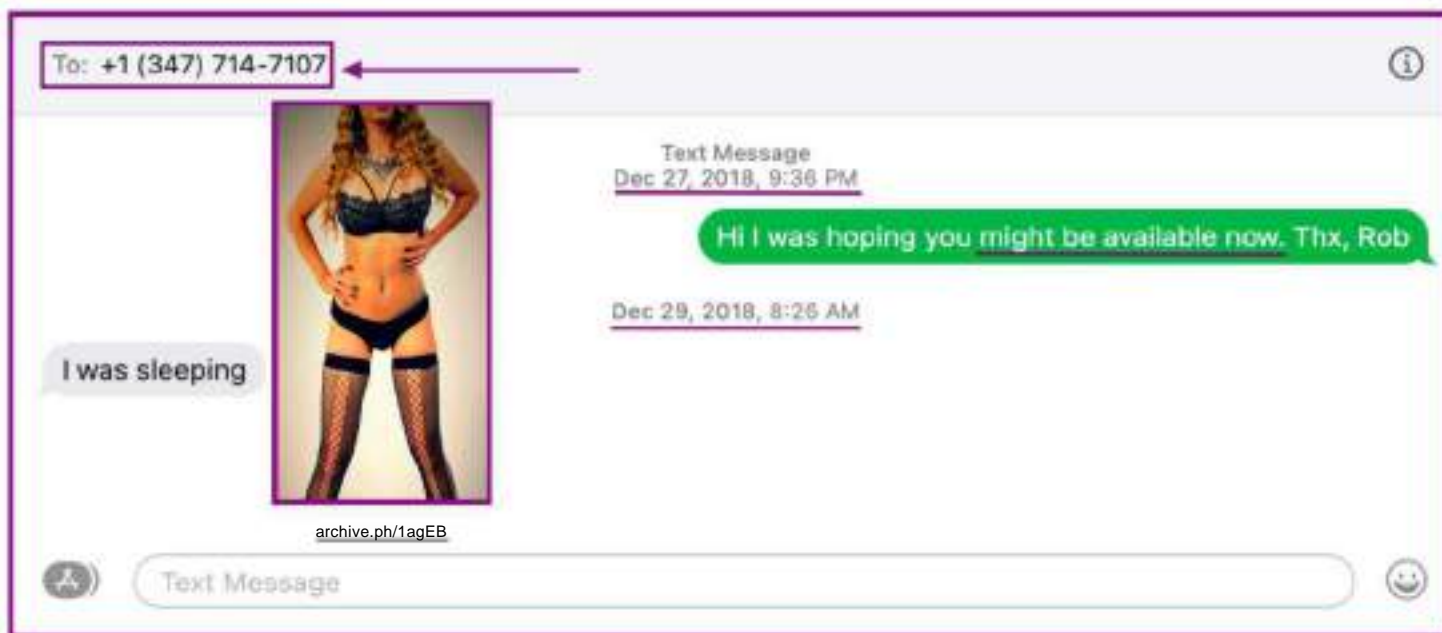 To: +1 (347) 714-7107
Text Message
Dec 27, 2018, 9:36 PM
Hi I was hoping you might be available now. Thx, Rob
Dec 29, 2018, 8:26 AM
I was sleeping
archive.ph/1agEB
Text Message